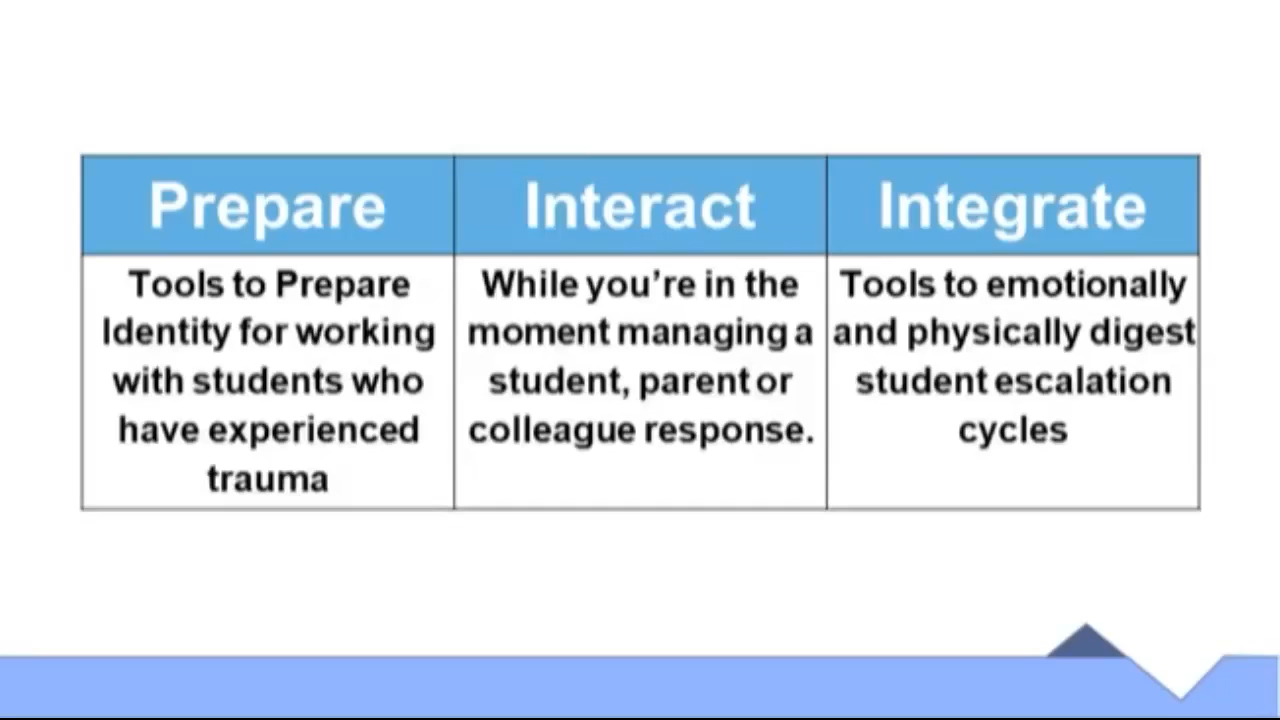 Prepare
Interact
Integrate
Tools to Prepare
Identity for working
with students who
have experienced
trauma
While you’re in the
moment managing a
student, parent or
colleague response.
Tools to emotionally
and physically digest
student escalation
cycles